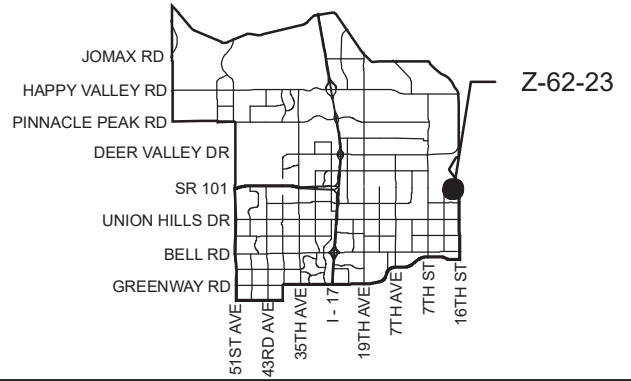 JOMAX RD
HAPPY VALLEY RD
PINNACLE PEAK RD
DEER VALLEY DR
SR 101
UNION HILLS DR
BELL RD
GREENWAY RD
Z-62-23
51ST AVE
43RD AVE
35TH AVE
I - 17
19TH AVE
7TH AVE
7TH ST
16TH ST